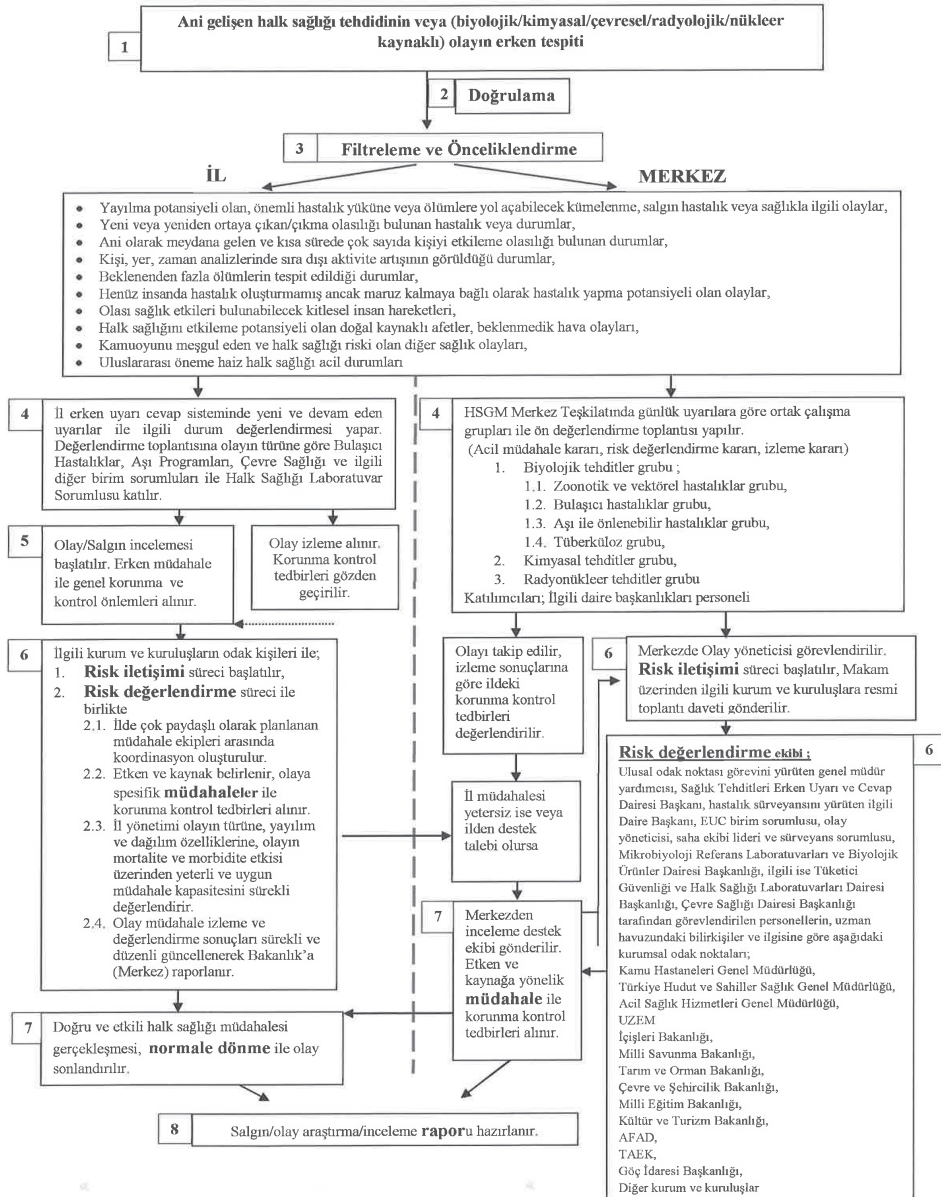 Ani gelişen halk sağlığı tehdidinin veya (biyolojik/kimyasal/çevresel/radyolojik/nükleer
kaynaklı) olayın erken tespiti
1
2 Doğrulama
3 Filtreleme ve Önceliklendirme
İL
MERKEZ
• Yayılma potansiyeli olan, önemli hastalık yüküne veya ölümlere yol açabilecek kümelenme, salgın hastalık veya sağlıkla ilgili olaylar,
• Yeni veya yeniden ortaya çıkan/çıkma olasılığı bulunan hastalık veya durumlar,
• Ani olarak meydana gelen ve kısa sürede çok sayıda kişiyi etkileme olasılığı bulunan durumlar,
• Kişi, yer, zaman analizlerinde sıra dışı aktivite artışının görüldüğü durumlar,
• Beklenenden fazla ölümlerin tespit edildiği durumlar,
• Henüz insanda hastalık oluşturmamış ancak maruz kalmaya bağlı olarak hastalık yapma potansiyeli olan olaylar,
• Olası sağlık etkileri bulunabilecek kitlesel insan hareketleri,
• Halk sağlığını etkileme potansiyeli olan doğal kaynaklı afetler, beklenmedik hava olayları,
• Kamuoyunu meşgul eden ve halk sağlığı riski olan diğer sağlık olayları,
• Uluslararası öneme haiz halk sağlığı acil durumları
4
İl erken uyarı cevap sisteminde yeni ve devam eden
uyarılar ile ilgili durum değerlendirmesi yapar.
Değerlendirme toplantısına olayın türüne göre Bulaşıcı
Hastalıklar, Aşı Programları, Çevre Sağlığı ve ilgili
diğer birim sorumluları ile Halk Sağlığı Laboratuvar
Sorumlusu katılır.
5
Olay/Salgın incelemesi
başlatılır. Erken müdahale
ile genel korunma ve
kontrol önlemleri alınır.
Olay izleme alınır.
Korunma kontrol
tedbirleri gözden
geçirilir.
6
İlgili kurum ve kuruluşların odak kişileri ile;
1. Risk iletişimi süreci başlatılır,
2. Risk değerlendirme süreci ile
birlikte
2.1. İlde çok paydaşlı olarak planlanan
müdahale ekipleri arasında
koordinasyon oluşturulur.
2.2. Etken ve kaynak belirlenir, olaya
spesifik müdahaleler ile
korunma kontrol tedbirleri alınır.
2.3. İl yönetimi olayın türüne, yayılım
ve dağılım özelliklerine, olayın
mortalite ve morbidite etkisi
üzerinden yeterli ve uygun
müdahale kapasitesini sürekli
değerlendirir.
2.4. Olay müdahale izleme ve
değerlendirme sonuçları sürekli ve
düzenli güncellenerek Bakanlık'a
(Merkez) raporlanır.
7
Doğru ve etkili halk sağlığı müdahalesi
gerçekleşmesi, normale dönme ile olay
sonlandırılır.
4
HSGM Merkez Teşkilatında günlük uyarılara göre ortak çalışma
grupları ile ön değerlendirme toplantısı yapılır.
(Acil müdahale kararı, risk değerlendirme kararı, izleme kararı)
1. Biyolojik tehditler grubu ;
1.1. Zoonotik ve vektörel hastalıklar grubu,
1.2. Bulaşıcı hastalıklar grubu,
1.3. Aşı ile önlenebilir hastalıklar grubu,
1.4. Tüberküloz grubu,
2. Kimyasal tehditler grubu,
3. Radyonükleer tehditler grubu
Katılımcıları; İlgili daire başkanlıkları personeli
Olayı takip edilir,
izleme sonuçlarına
göre ildeki
korunma kontrol
tedbirleri
değerlendirilir.
İl müdahalesi
yetersiz ise veya
ilden destek
talebi olursa
7
Merkezden
inceleme destek
ekibi gönderilir.
Etken ve
kaynağa yönelik
müdahale ile
korunma kontrol
tedbirleri alınır.
6
Merkezde Olay yöneticisi görevlendirilir.
Risk iletişimi süreci başlatılır, Makam
üzerinden ilgili kurum ve kuruluşlara resmi
toplantı daveti gönderilir.
6
Risk değerlendirme ekibi ;
Ulusal odak noktası görevini yürüten genel müdür
yardımcısı, Sağlık Tehditleri Erken Uyarı ve Cevap
Dairesi Başkanı, hastalık sürveyansını yürüten ilgili
Daire Başkanı, EUC birim sorumlusu, olay
yöneticisi, saha ekibi lideri ve sürveyans sorumlusu,
Mikrobiyoloji Referans Laboratuvarları ve Biyolojik
Ürünler Dairesi Başkanlığı, ilgili ise Tüketici
Güvenliği ve Halk Sağlığı Laboratuvarları Dairesi
Başkanlığı, Çevre Sağlığı Dairesi Başkanlığı
tarafından görevlendirilen personellerin, uzman
havuzundaki bilirkişiler ve ilgisine göre aşağıdaki
kurumsal odak noktaları;
Kamu Hastaneleri Genel Müdürlüğü,
Türkiye Hudut ve Sahiller Sağlık Genel Müdürlüğü,
Acil Sağlık Hizmetleri Genel Müdürlüğü,
UZEM
İçişleri Bakanlığı,
Milli Savunma Bakanlığı,
Tarım ve Orman Bakanlığı,
Çevre ve Şehircilik Bakanlığı,
Milli Eğitim Bakanlığı,
Kültür ve Turizm Bakanlığı,
AFAD,
TAEK,
Göç İdaresi Başkanlığı,
Diğer kurum ve kuruluşlar
8
Salgın/olay araştırma/inceleme raporu hazırlanır.